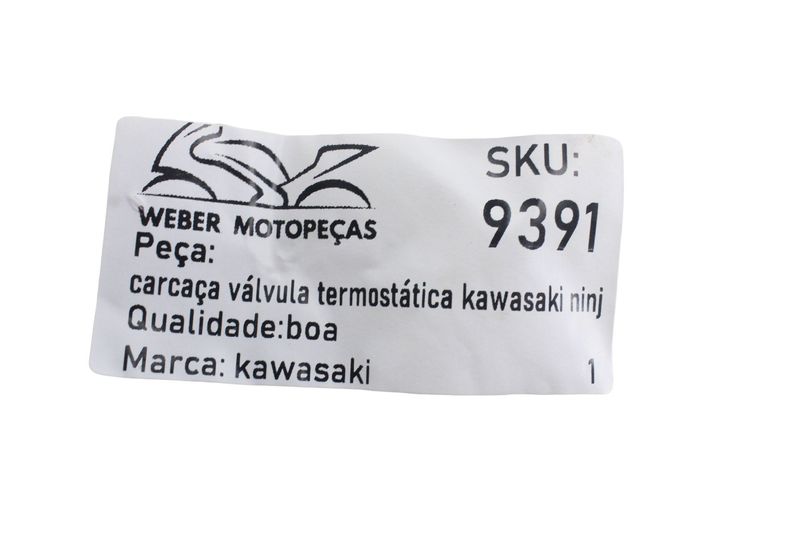 WEBER MOTOPEÇAS
SKU:
9391
Peça:
carcaça válvula termostática kawasaki ninj
Qualidade:boa
Marca: kawasaki
1